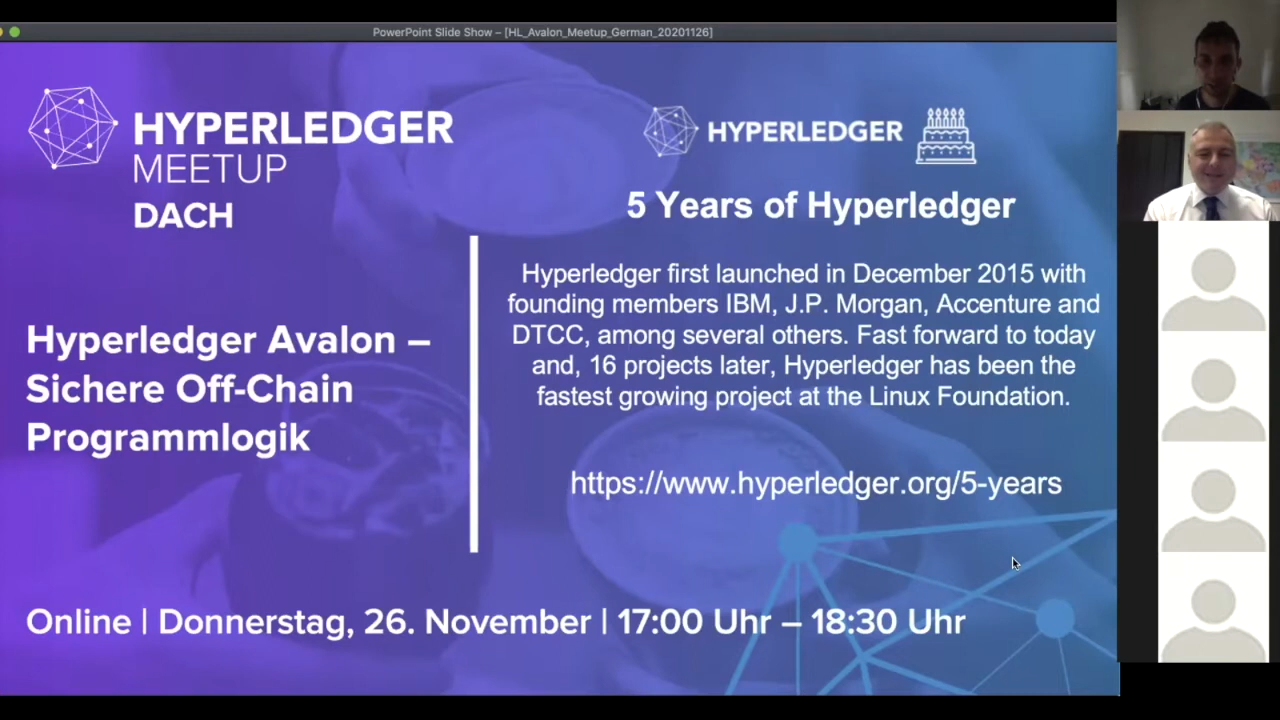 PowerPoint Slide Show – [HL_Avalon_Meetup_German_20201126]
HYPERLEDGER
MEETUP
DACH
Hyperledger Avalon –
Sichere Off-Chain
Programmlogik
HYPERLEDGER
5 Years of Hyperledger
Hyperledger first launched in December 2015 with
founding members IBM, J.P. Morgan, Accenture and
DTCC, among several others. Fast forward to today
and, 16 projects later, Hyperledger has been the
fastest growing project at the Linux Foundation.
https://www.hyperledger.org/5-years
Online | Donnerstag, 26. November | 17:00 Uhr – 18:30 Uhr